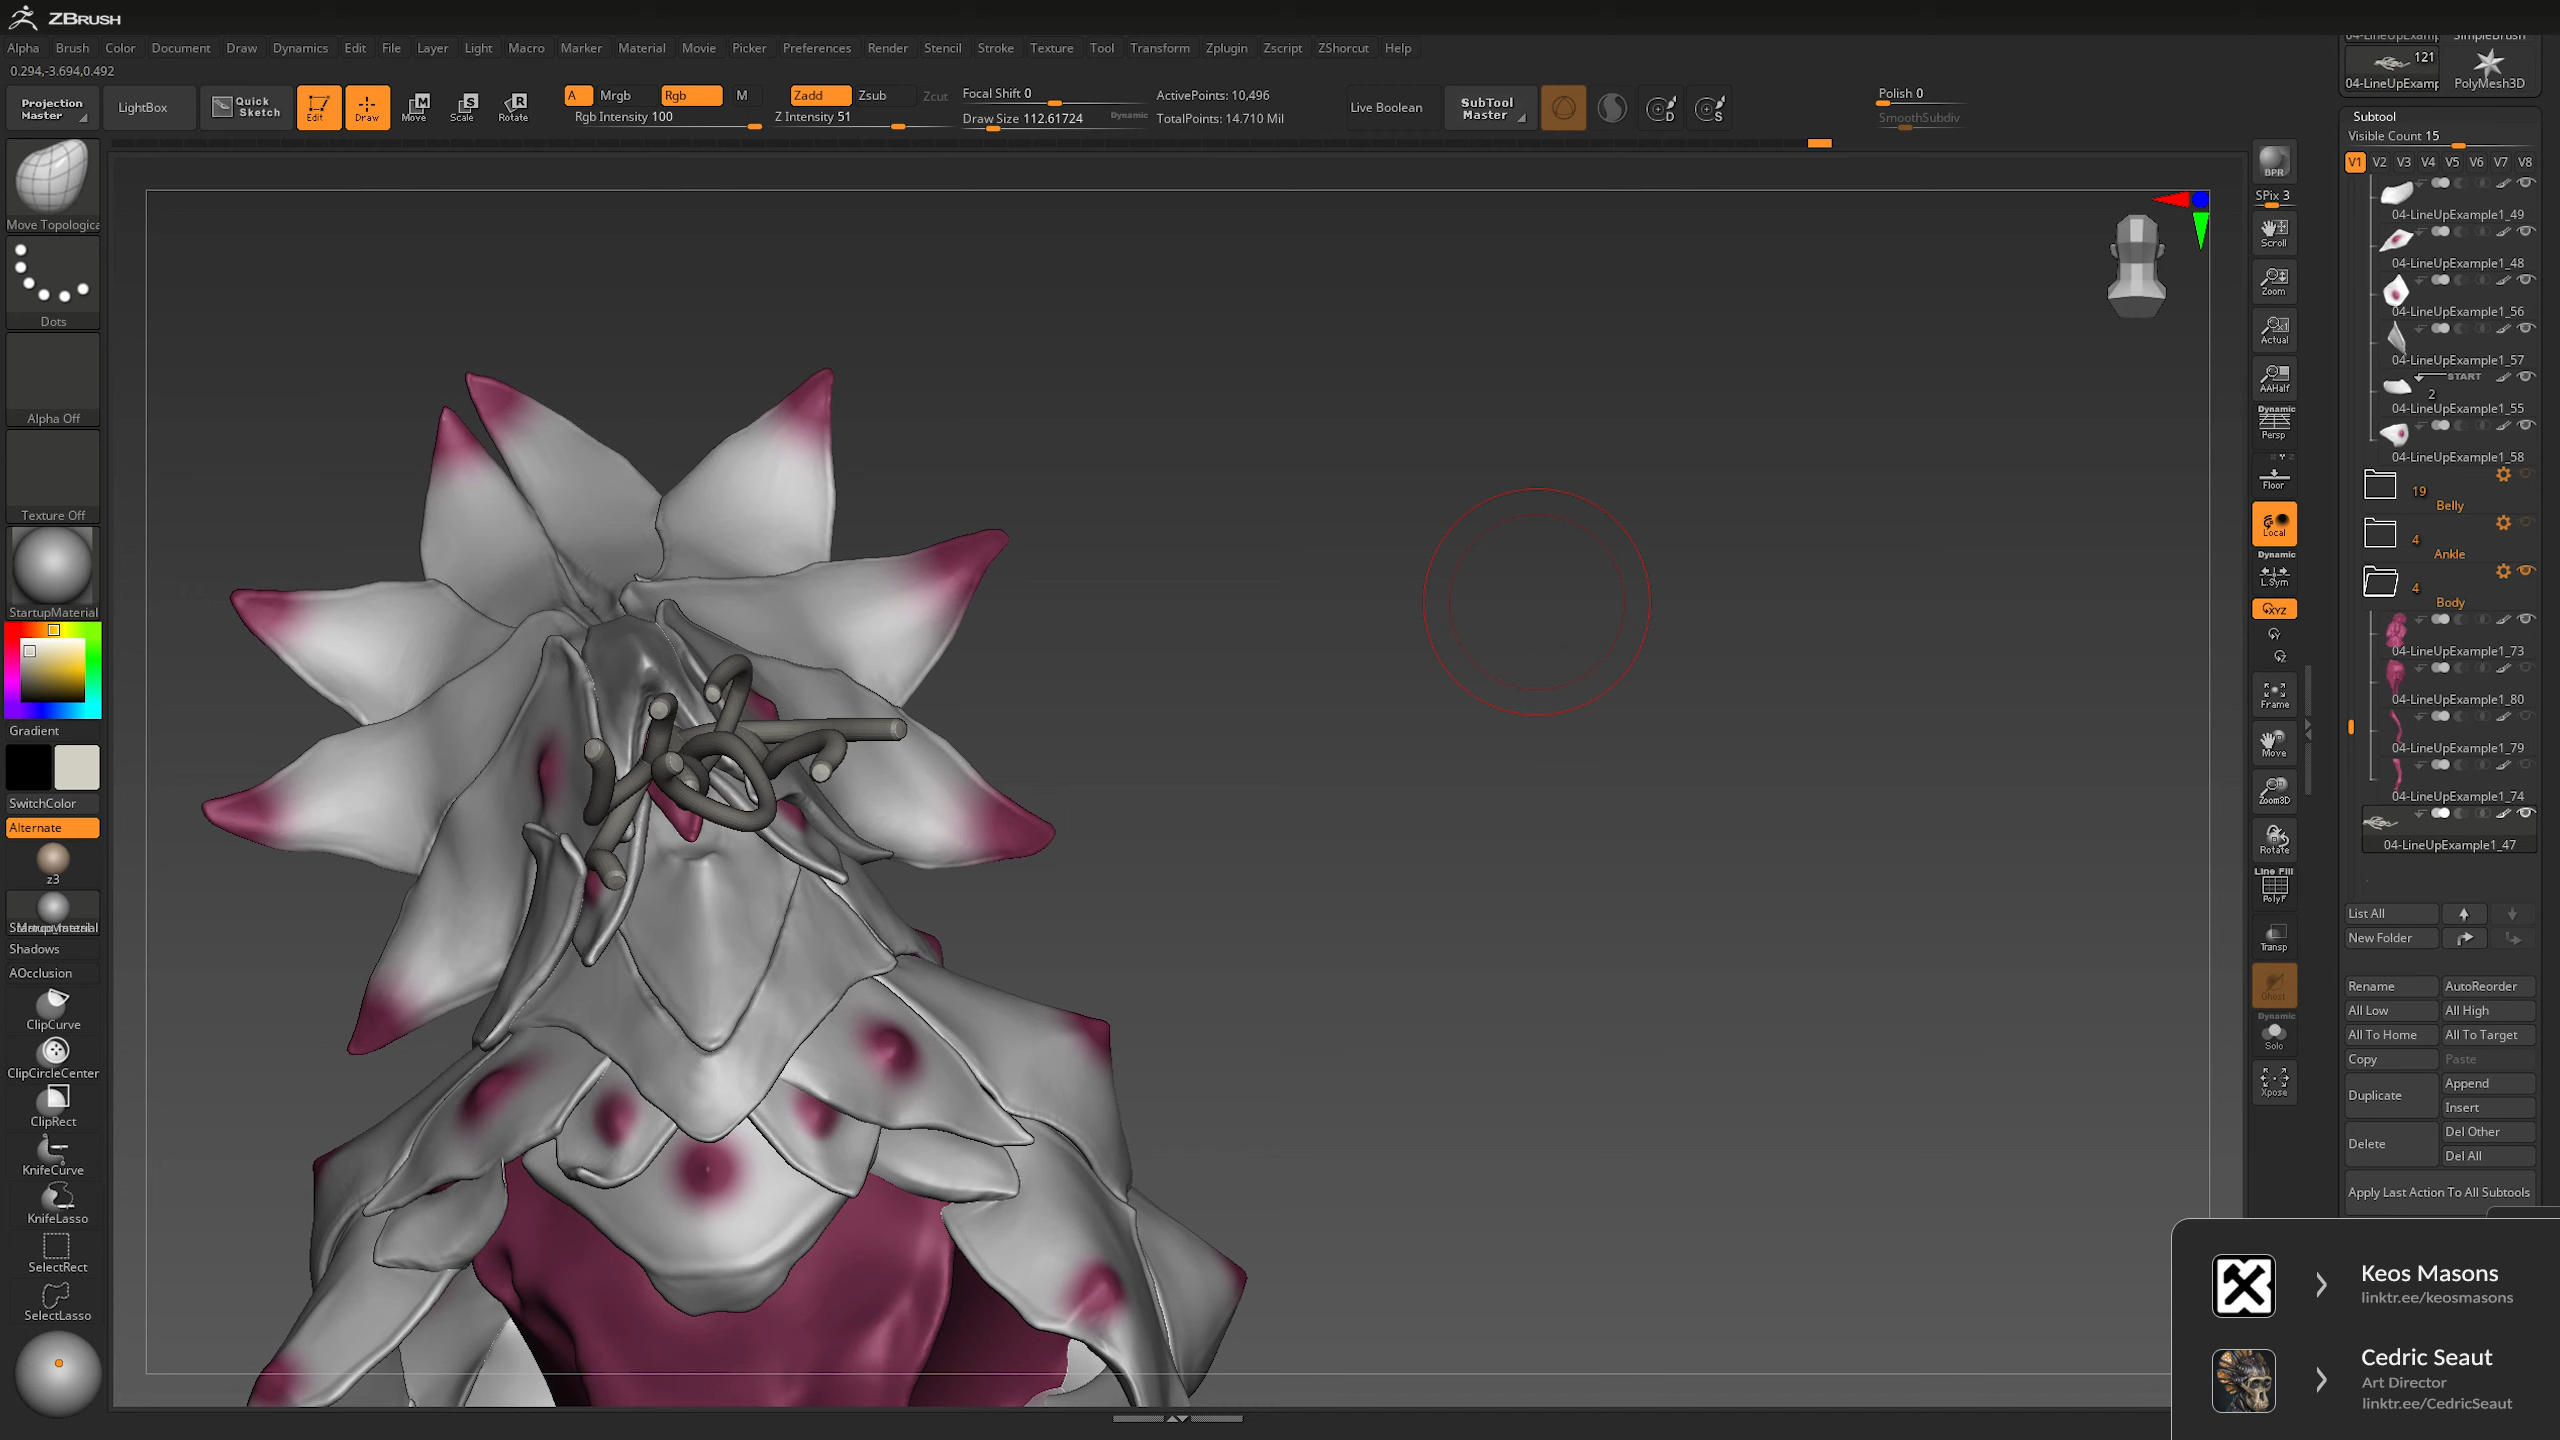 ZBRUSH
Alpha Brush Color Document Draw Dynamics Edit File Layer Light Macro Marker Material Movie Picker Preferences Render Stencil Stroke Texture Tool Transform Zplugin Zscript ZShorcut Help
0.294,-3.694,0.492
Projection Master
LightBox
Quick Sketch
Edit
Draw
Move
Scale
Rotate
A Mrgb Rgb M
Rgb Intensity 100
Zadd Zsub Zcut
Z Intensity 51
Focal Shift 0
Draw Size 112.61724
Dynamic
ActivePoints: 10,496
TotalPoints: 14.710 Mil
Live Boolean
SubTool Master
D
S
Polish 0
SmoothSubdiv
121
04-LineUpExamp
PolyMesh3D
Move Topologica
Dots
Alpha Off
Texture Off
StartupMaterial
Gradient
SwitchColor
Alternate
z3
Shadows
AOcclusion
ClipCurve
ClipCircleCenter
ClipRect
KnifeCurve
KnifeLasso
SelectRect
SelectLasso
BPR
SPix 3
Scroll
Zoom
Actual
AAHalf
Dynamic
Persp
Floor
Local
Dynamic
L.Sym
XYZ
Y
Z
Frame
Move
Zoom3D
Rotate
Line Fill
PolyF
Transp
Ghost
Dynamic
Solo
Xpose
Subtool
Visible Count 15
V1 V2 V3 V4 V5 V6 V7 V8
04-LineUpExample1_49
04-LineUpExample1_48
04-LineUpExample1_56
04-LineUpExample1_57
START
2
04-LineUpExample1_55
04-LineUpExample1_58
19
Belly
4
Ankle
4
Body
04-LineUpExample1_73
04-LineUpExample1_80
04-LineUpExample1_79
04-LineUpExample1_74
04-LineUpExample1_47
List All
New Folder
Rename AutoReorder
All Low All High
All To Home All To Target
Copy Paste
Duplicate
Append
Insert
Delete
Del Other
Del All
Apply Last Action To All Subtools
Keos Masons
linktr.ee/keosmasons
Cedric Seaut
Art Director
linktr.ee/CedricSeaut